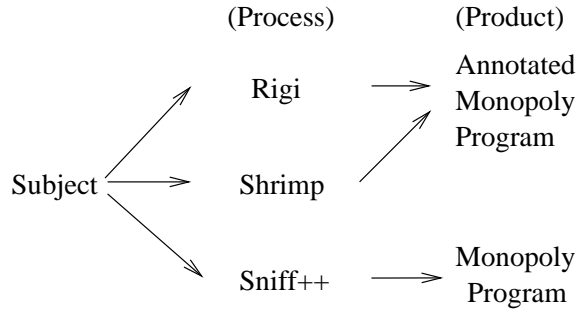 (Process)
(Product)
Rigi
Annotated
Monopoly
Program
Subject
Shrimp
Sniff++
Monopoly
Program